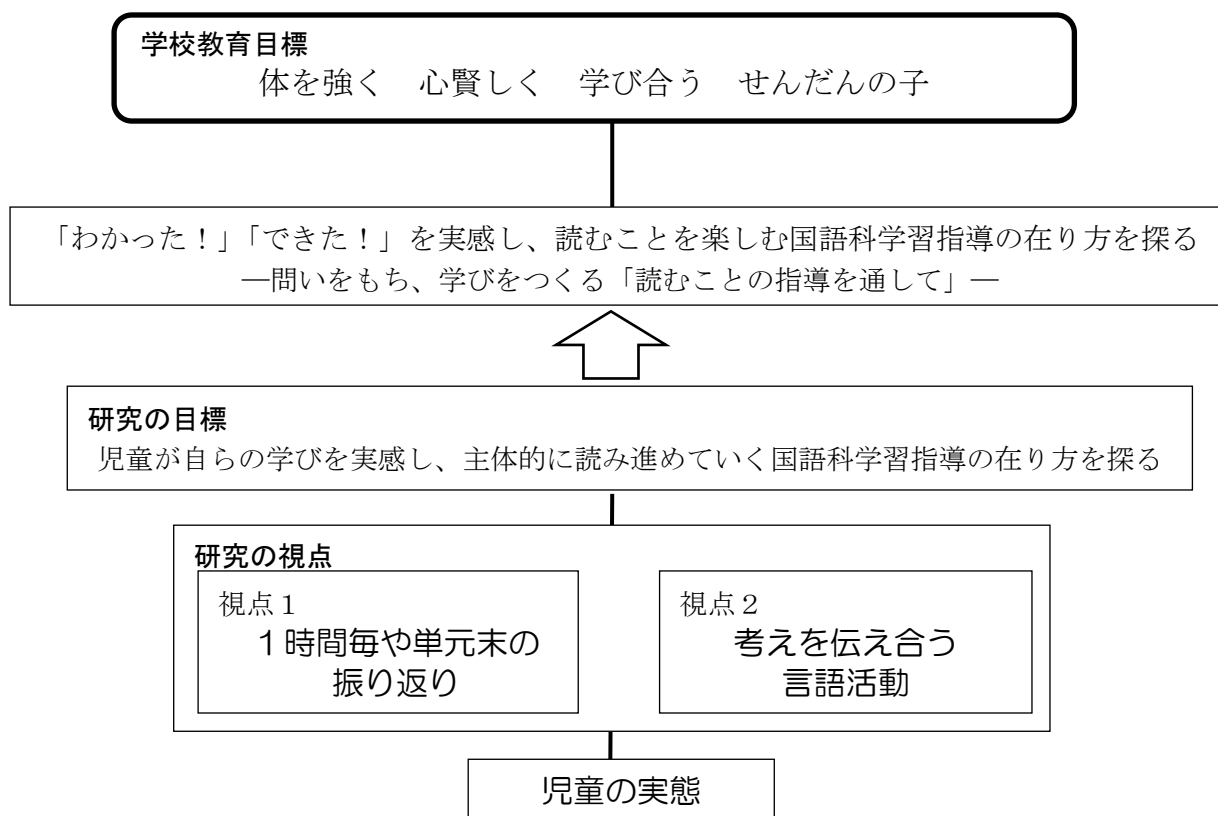 学校教育目標
体を強く　心賢しく　学び合う　せんだんの子
「わかった！」「できた！」を実感し、読むことを楽しむ国語科学習指導の在り方を探る
―問いをもち、学びをつくる「読むことの指導を通して」―
研究の目標
児童が自らの学びを実感し、主体的に読み進めていく国語科学習指導の在り方を探る
研究の視点
視点１
１時間毎や単元末の
振り返り
視点２
考えを伝え合う
言語活動
児童の実態